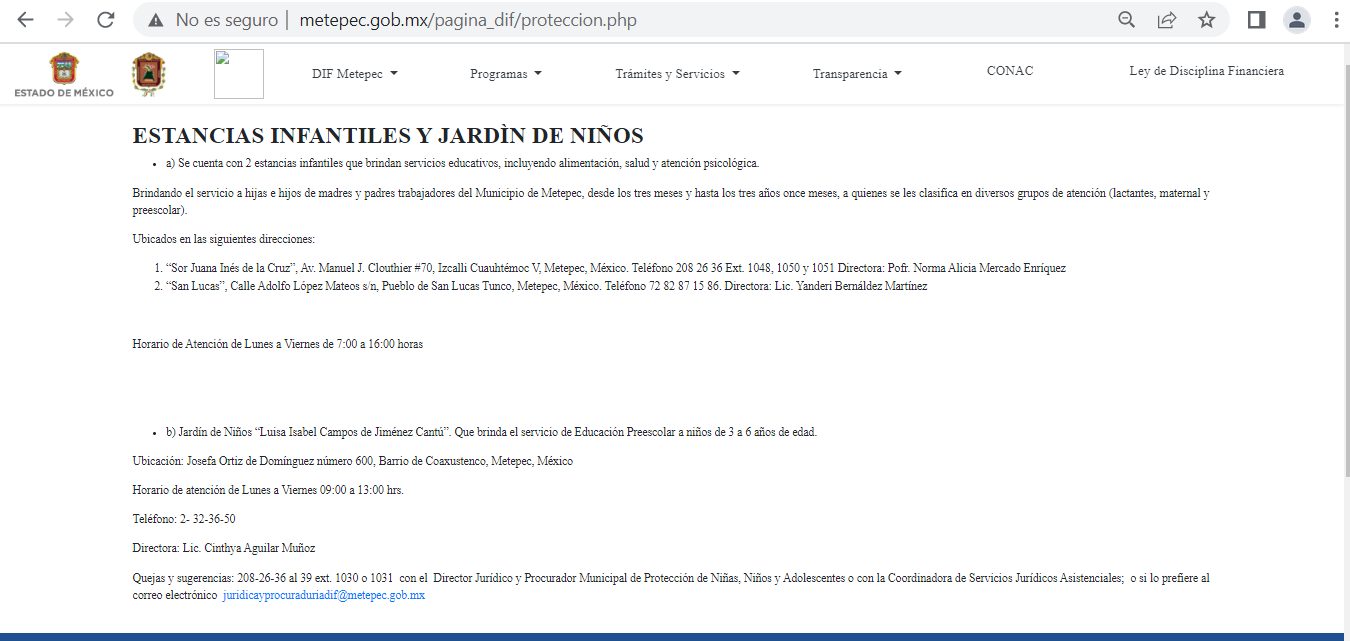 No es seguro | metepec.gob.mx/pagina_dif/proteccion.php
ESTADO DE MÉXICO
DIF Metepec Programas Trámites y Servicios Transparencia CONAC Ley de Disciplina Financiera
ESTANCIAS INFANTILES Y JARDÌN DE NIÑOS
• a) Se cuenta con 2 estancias infantiles que brindan servicios educativos, incluyendo alimentación, salud y atención psicológica.
Brindando el servicio a hijas e hijos de madres y padres trabajadores del Municipio de Metepec, desde los tres meses y hasta los tres años once meses, a quienes se les clasifica en diversos grupos de atención (lactantes, maternal y
preescolar).
Ubicados en las siguientes direcciones:
1. “Sor Juana Inés de la Cruz”, Av. Manuel J. Clouthier #70, Izcalli Cuauhtémoc V, Metepec, México. Teléfono 208 26 36 Ext. 1048, 1050 y 1051 Directora: Pofr. Norma Alicia Mercado Enríquez
2. “San Lucas”, Calle Adolfo López Mateos s/n, Pueblo de San Lucas Tunco, Metepec, México. Teléfono 72 82 87 15 86. Directora: Lic. Yanderi Bernáldez Martínez
Horario de Atención de Lunes a Viernes de 7:00 a 16:00 horas
• b) Jardín de Niños “Luisa Isabel Campos de Jiménez Cantú”. Que brinda el servicio de Educación Preescolar a niños de 3 a 6 años de edad.
Ubicación: Josefa Ortiz de Domínguez número 600, Barrio de Coaxustenco, Metepec, México
Horario de atención de Lunes a Viernes 09:00 a 13:00 hrs.
Teléfono: 2- 32-36-50
Directora: Lic. Cinthya Aguilar Muñoz
Quejas y sugerencias: 208-26-36 al 39 ext. 1030 o 1031 con el Director Jurídico y Procurador Municipal de Protección de Niñas, Niños y Adolescentes o con la Coordinadora de Servicios Jurídicos Asistenciales; o si lo prefiere al
correo electrónico juridicayprocuraduriadif@metepec.gob.mx